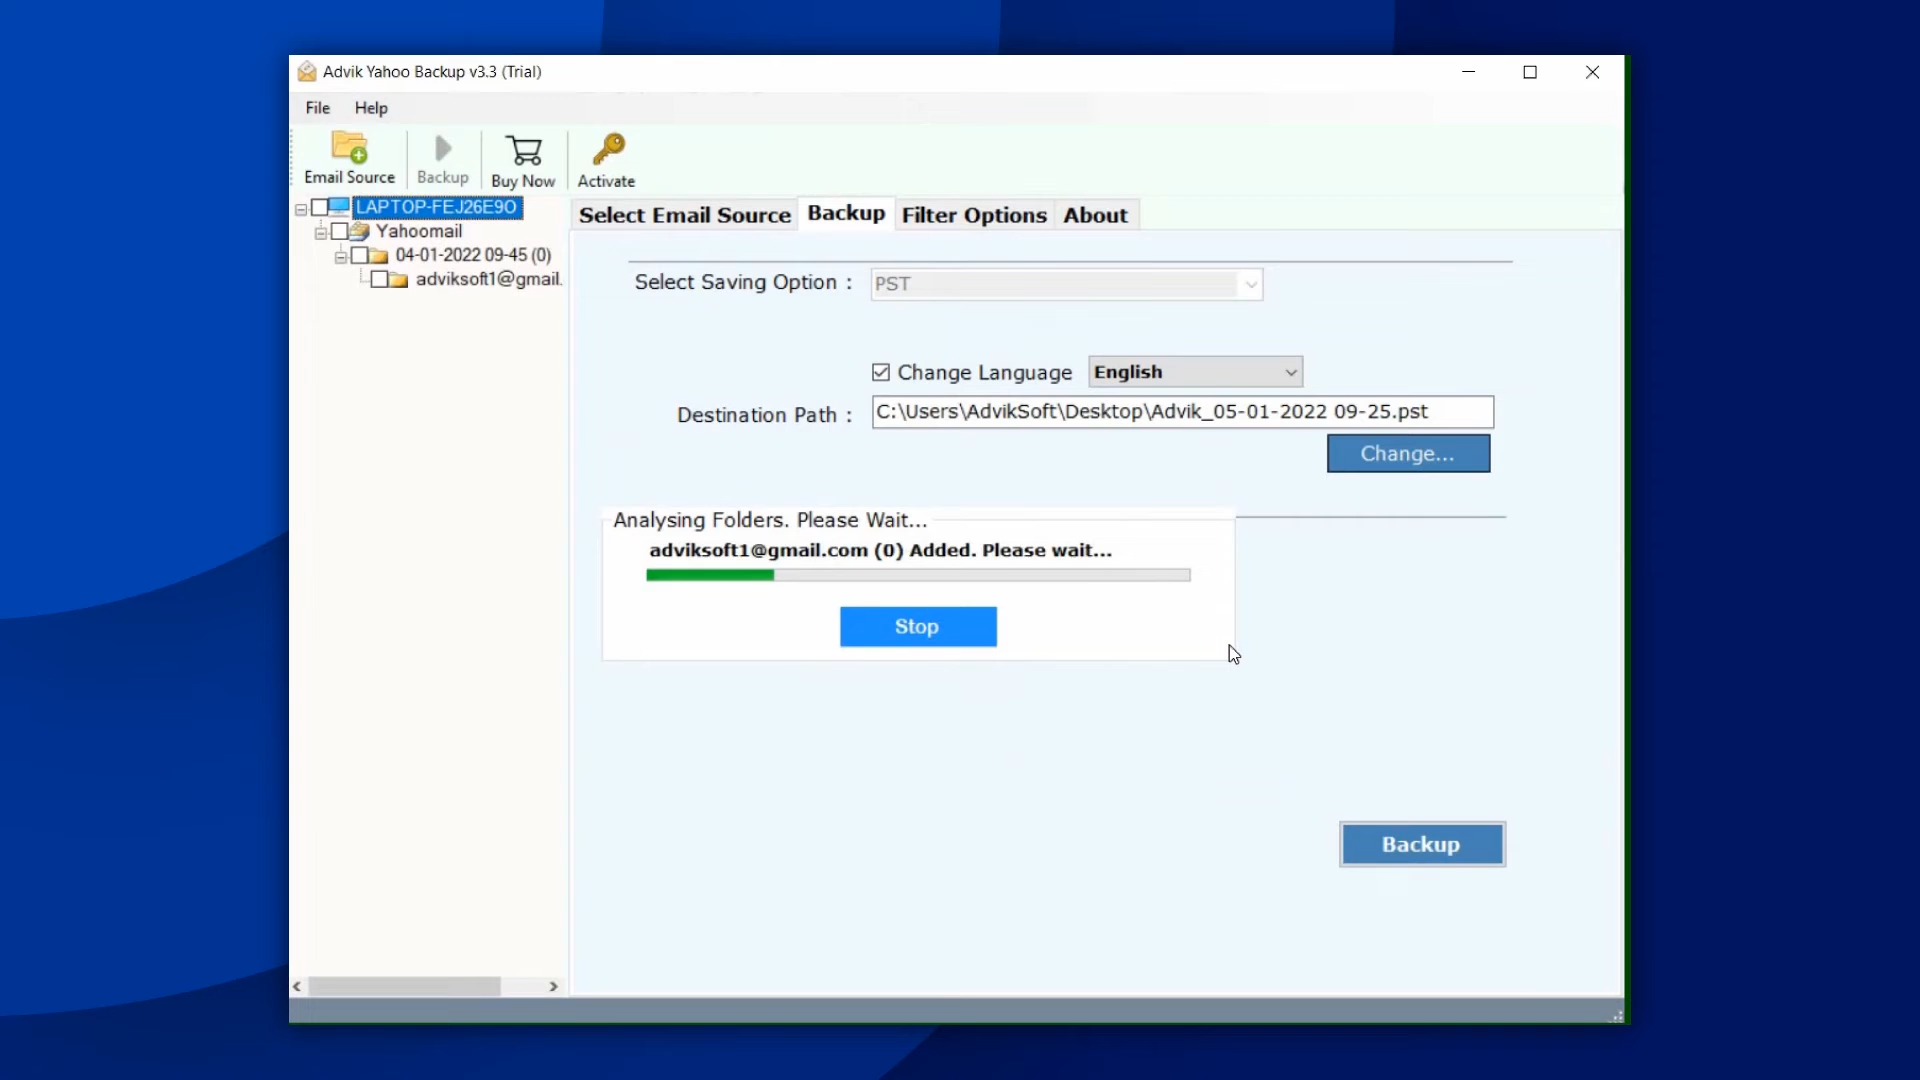 Advik Yahoo Backup v3.3 (Trial)
File Help
Email Source Backup Buy Now Activate
LAPTOP-FEJ26E9O
Yahoomail
04-01-2022 09-45 (0)
adviksoft1@gmail.
Select Email Source Backup Filter Options About
Select Saving Option : PST
Change Language English
Destination Path : C:\Users\AdvikSoft\Desktop\Advik_05-01-2022 09-25.pst
Change...
Analysing Folders. Please Wait...
adviksoft1@gmail.com (0) Added. Please wait...
Stop
Backup